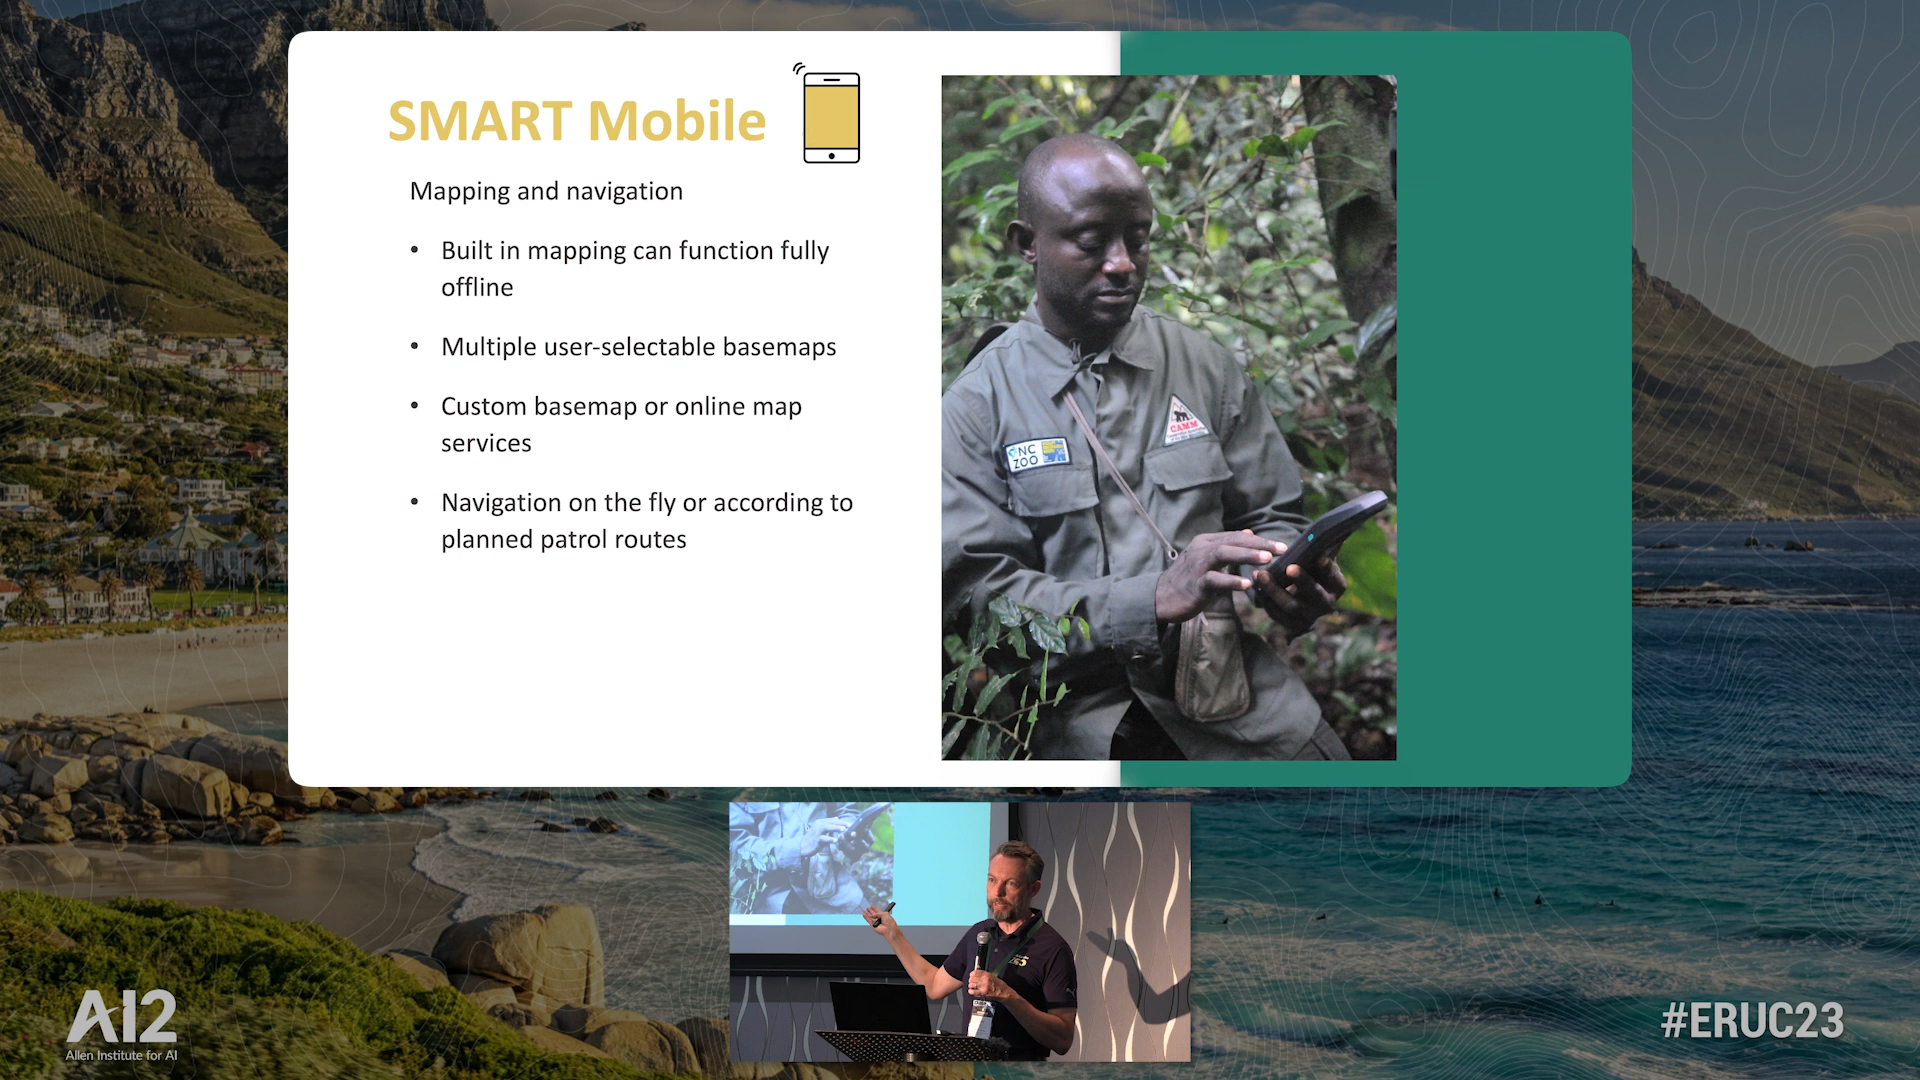 SMART Mobile
Mapping and navigation
• Built in mapping can function fully
offline
• Multiple user-selectable basemaps
• Custom basemap or online map
services
• Navigation on the fly or according to
planned patrol routes
NC
ZOO
CAMM
AI2
Allen Institute for AI
#ERUC23